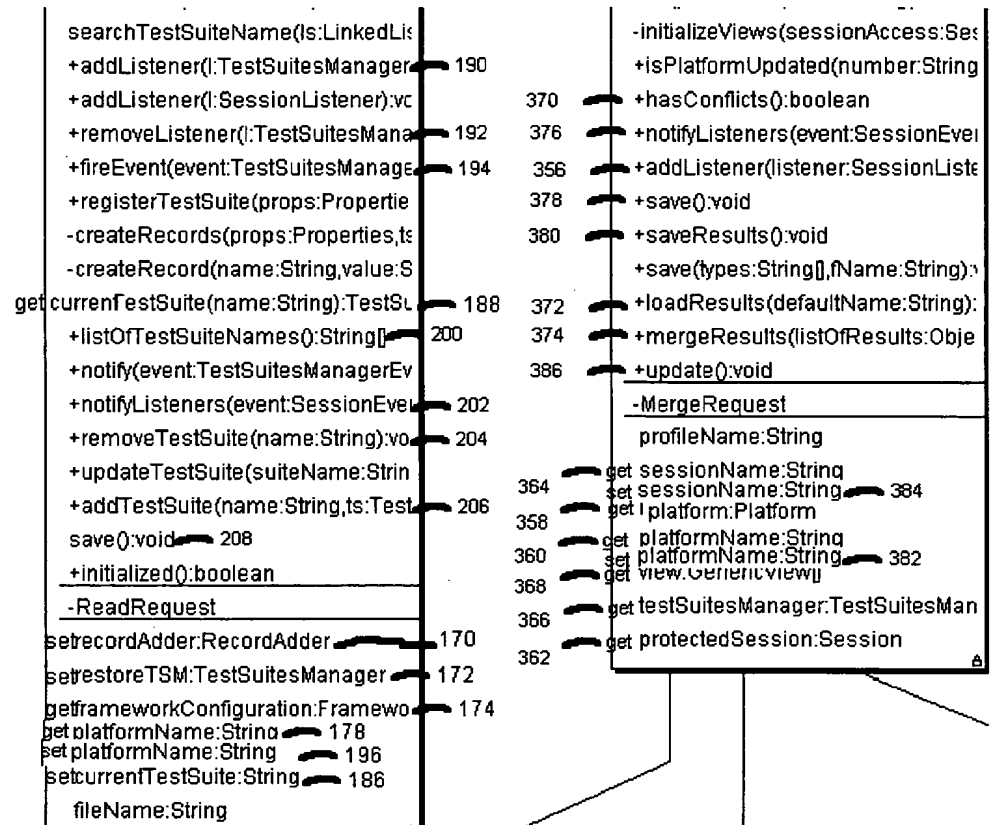 searchTestSuiteName(ls:LinkedLis
+addListener(l:TestSuitesManager 190
+addListener(l:SessionListener):vc
+removeListener(l:TestSuitesMana 192
+fireEvent(event:TestSuitesManage 194
+registerTestSuite(props:Propertie
-createRecords(props:Properties,ts
-createRecord(name:String,value:S
get currentTestSuite(name:String):TestSu 188
+listOfTestSuiteNames():String[] 200
+notify(event:TestSuitesManagerEv
+notifyListeners(event:SessionEve 202
+removeTestSuite(name:String):vo 204
+updateTestSuite(suiteName:Strin
+addTestSuite(name:String,ts:Test 206
save():void 208
+initialized():boolean
-ReadRequest
set recordAdder:RecordAdder 170
set restoreTSM:TestSuitesManager 172
get frameworkConfiguration:Framewo 174
get platformName:String 178
set platformName:String 196
set currentTestSuite:String 186
fileName:String
-initializeViews(sessionAccess:Ses
+isPlatformUpdated(number:String
370 +hasConflicts():boolean
376 +notifyListeners(event:SessionEve
356 +addListener(listener:SessionListe
378 +save():void
380 +saveResults():void
+save(types:String[],fName:String):
372 +loadResults(defaultName:String):
374 +mergeResults(listOfResults:Obje
386 +update():void
-MergeRequest
profileName:String
364 get sessionName:String
set sessionName:String 384
358 get platform:Platform
360 get platformName:String
set platformName:String 382
368 get view:GenericView[]
366 get testSuitesManager:TestSuitesMan
362 get protectedSession:Session